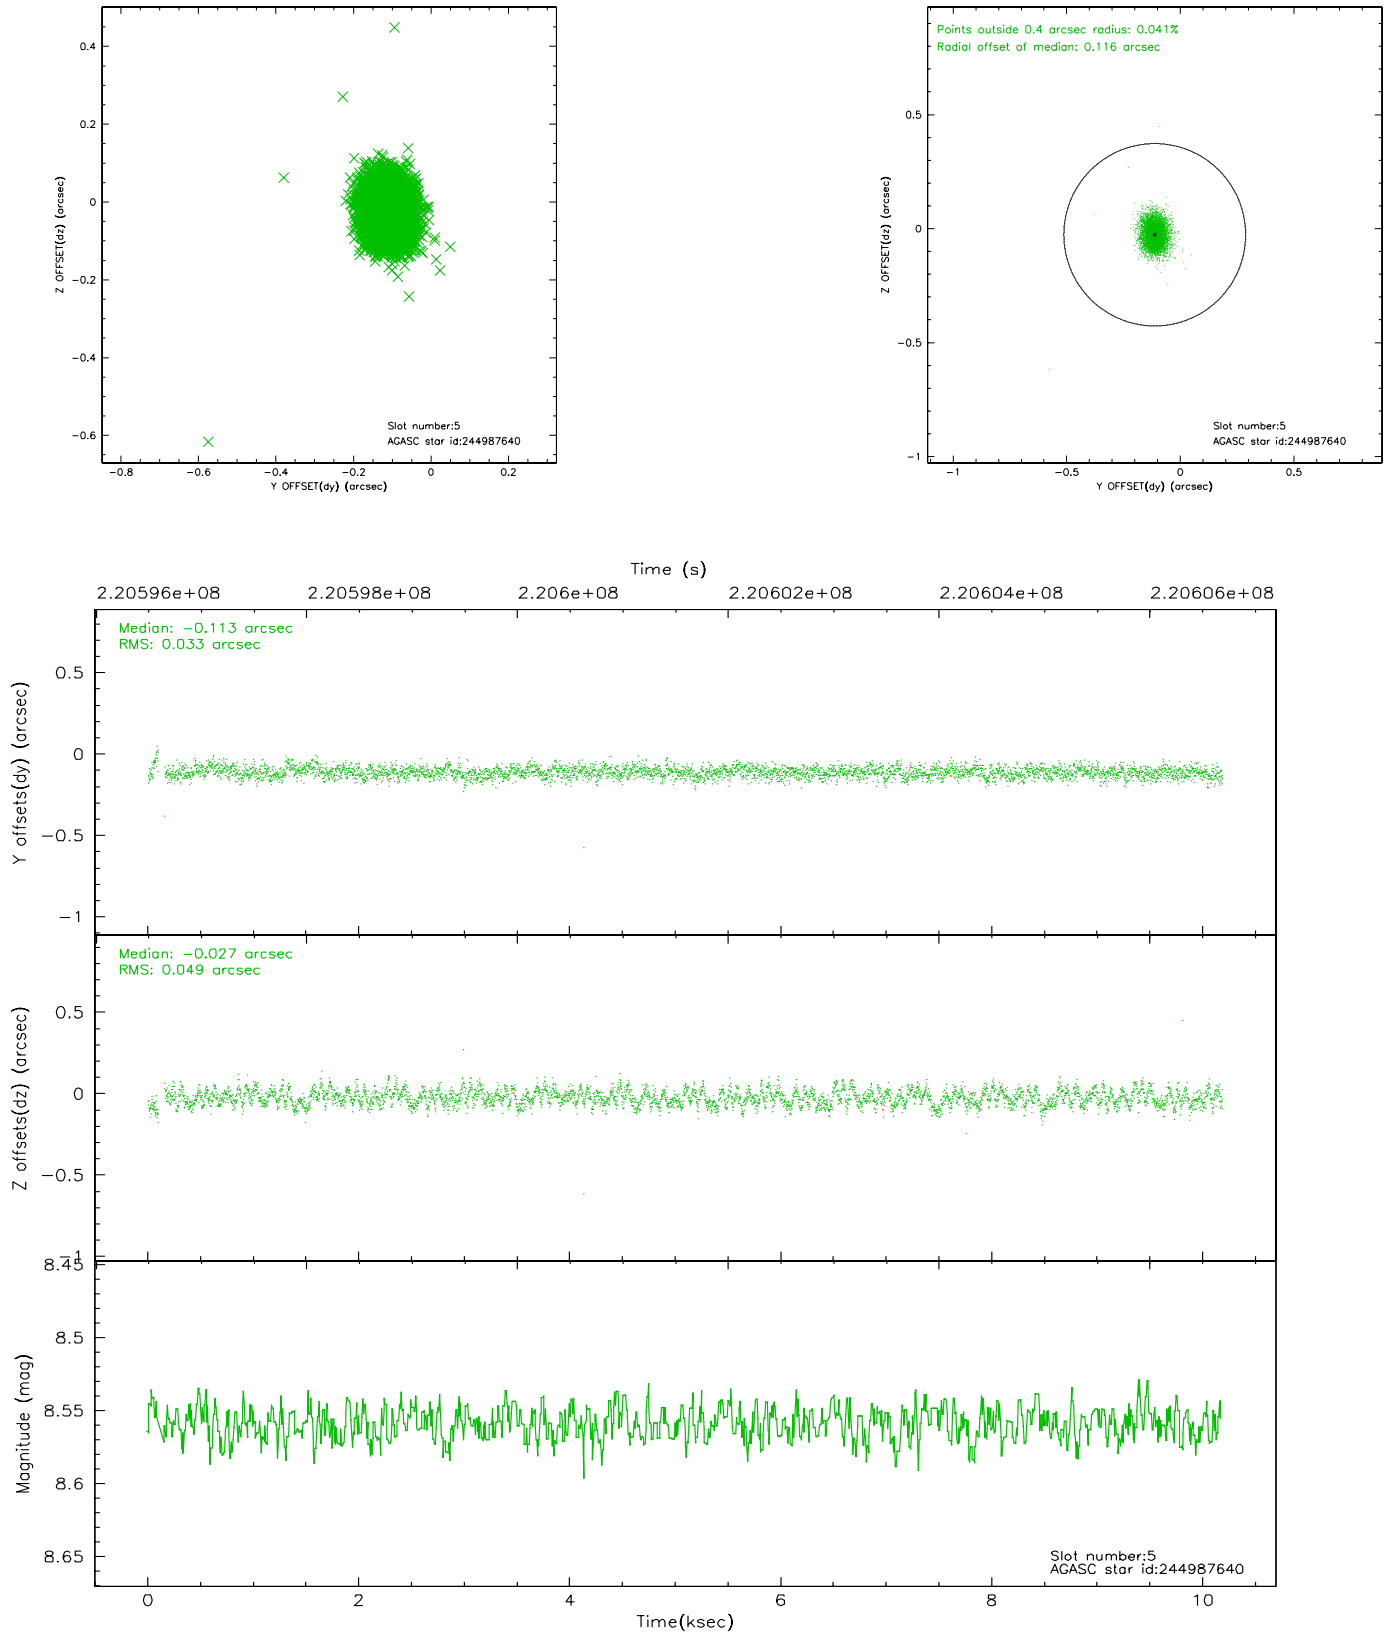 0.4
0.2
0
−0.2
−0.4
−0.6
Z OFFSET(dz) (arcsec)
Slot number:5
AGASC star id:244987640
−0.8 −0.6 −0.4 −0.2 0 0.2
Y OFFSET(dy) (arcsec)
Points outside 0.4 arcsec radius: 0.041%
Radial offset of median: 0.116 arcsec
0.5
0
−0.5
−1
Z OFFSET(dz) (arcsec)
Slot number:5
AGASC star id:244987640
−1 −0.5 0 0.5
Y OFFSET(dy) (arcsec)
Time (s)
2.20596e+08 2.20598e+08 2.206e+08 2.20602e+08 2.20604e+08 2.20606e+08
Median: −0.113 arcsec
RMS: 0.033 arcsec
0.5
0
−0.5
−1
Y offsets(dy) (arcsec)
Median: −0.027 arcsec
RMS: 0.049 arcsec
0.5
0
−0.5
−1
Z offsets(dz) (arcsec)
8.45
8.5
8.55
8.6
8.65
Magnitude (mag)
Slot number:5
AGASC star id:244987640
0 2 4 6 8 10
Time(ksec)